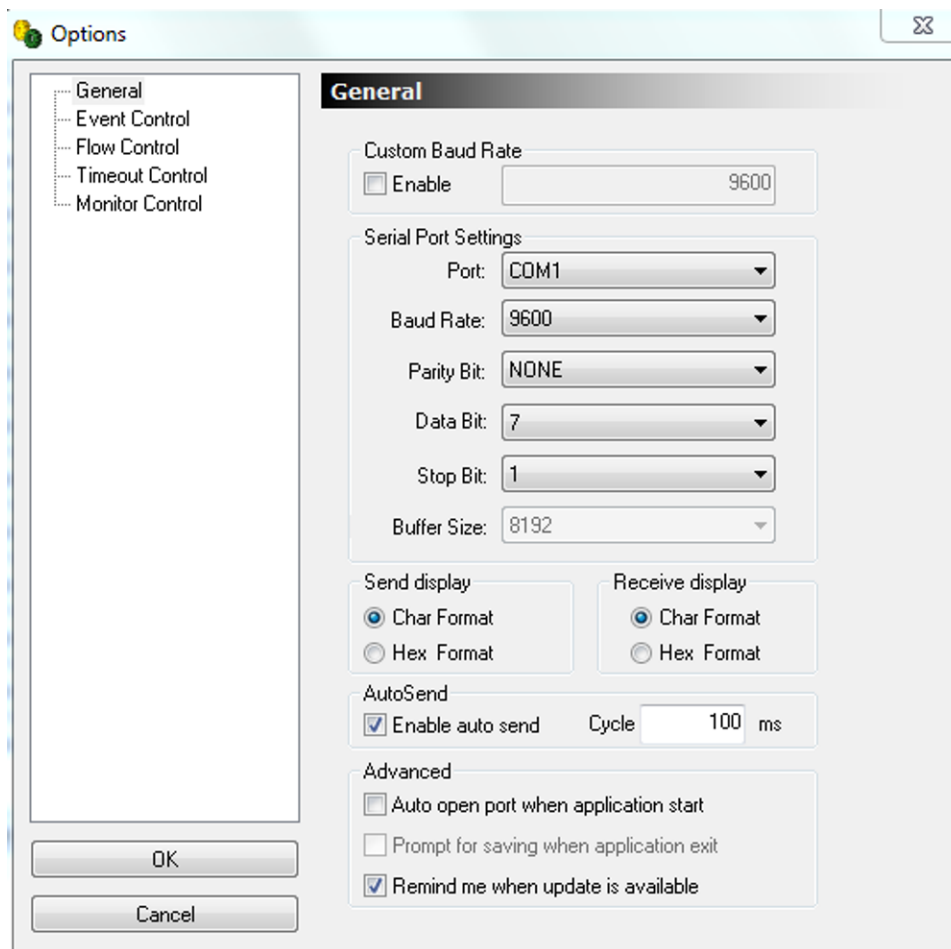 Options
General
Event Control
Flow Control
Timeout Control
Monitor Control
OK
Cancel
General
Custom Baud Rate
Enable 9600
Serial Port Settings
Port: COM1
Baud Rate: 9600
Parity Bit: NONE
Data Bit: 7
Stop Bit: 1
Buffer Size: 8192
Send display
Char Format
Hex Format
Receive display
Char Format
Hex Format
AutoSend
Enable auto send Cycle 100 ms
Advanced
Auto open port when application start
Prompt for saving when application exit
Remind me when update is available